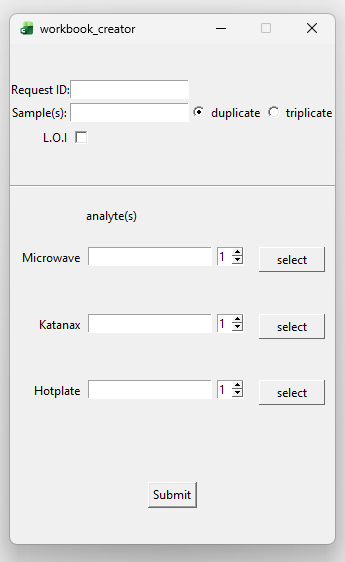 workbook_creator
Request ID:
Sample(s): duplicate triplicate
L.O.I
analyte(s)
Microwave 1 select
Katanax 1 select
Hotplate 1 select
Submit